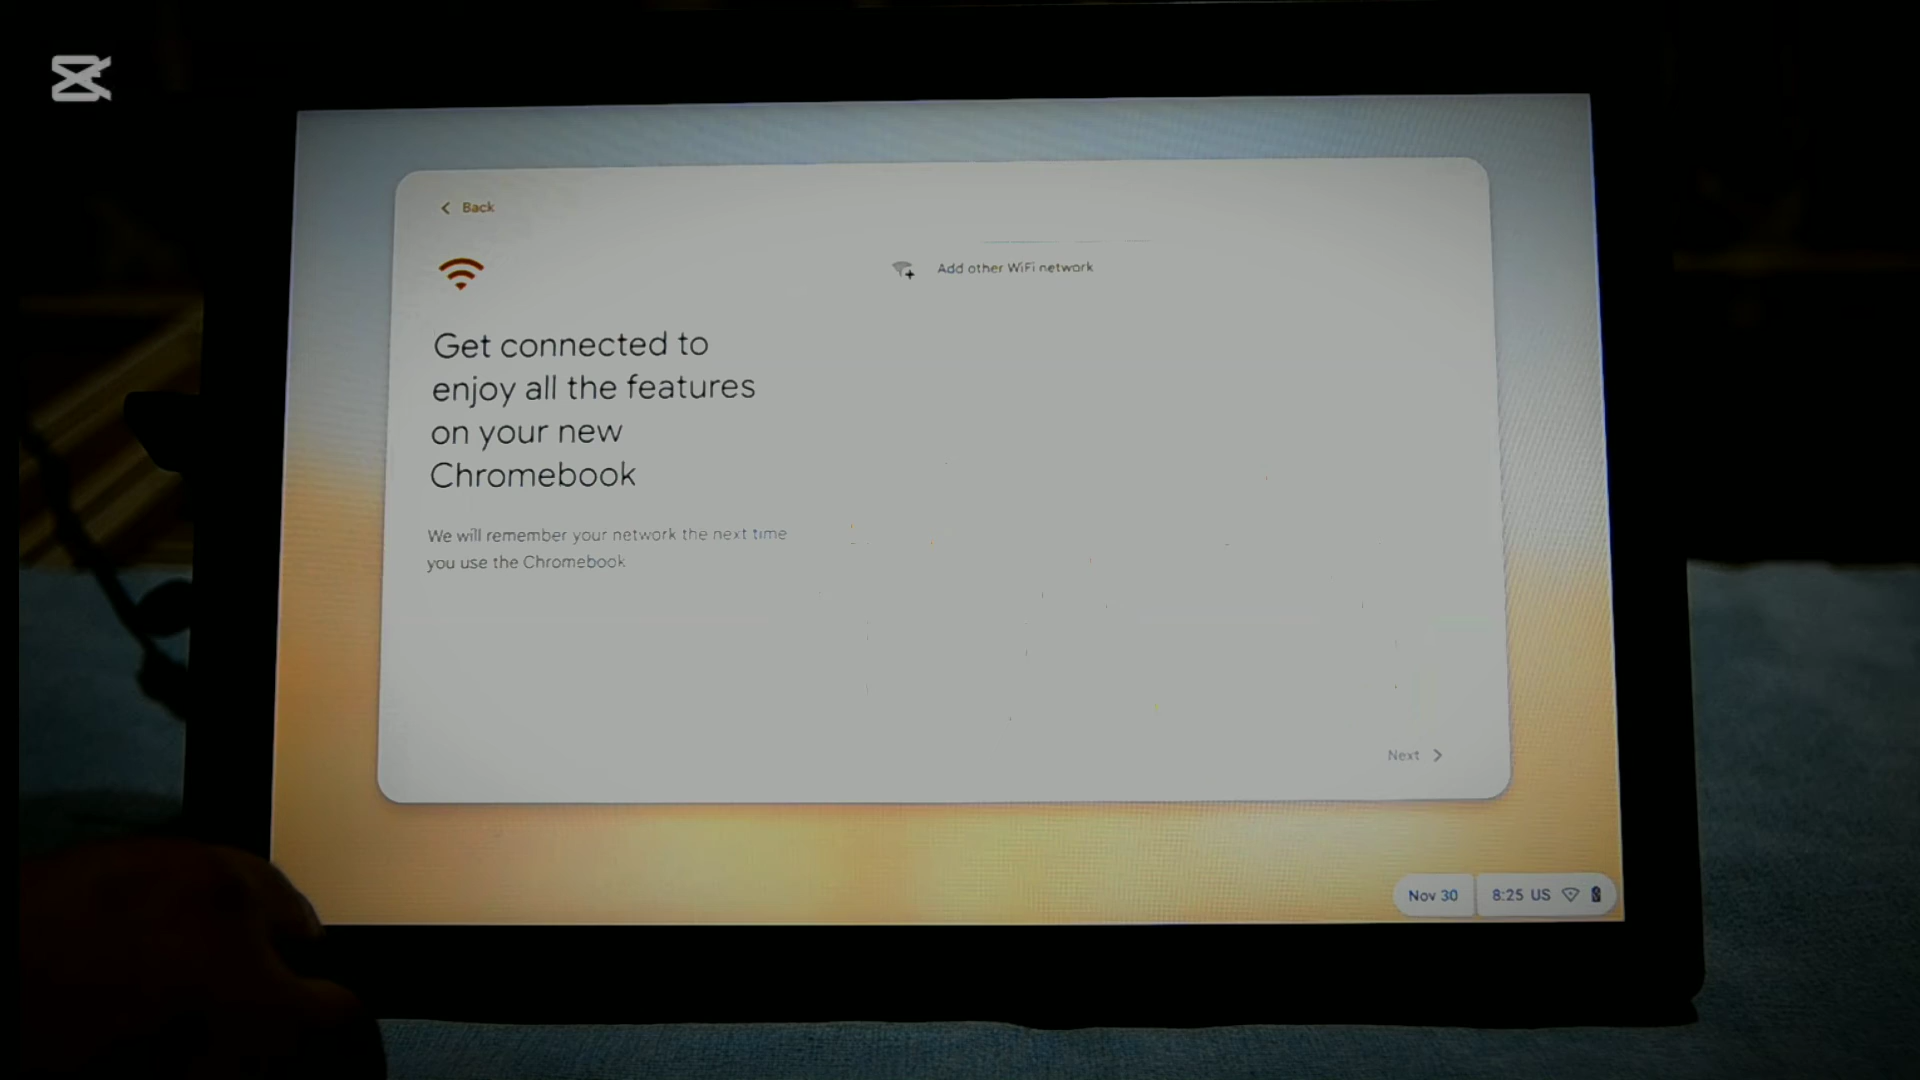 Back
Add other WiFi network
Get connected to
enjoy all the features
on your new
Chromebook
We will remember your network the next time
you use the Chromebook
Next
Nov 30
8:25 US